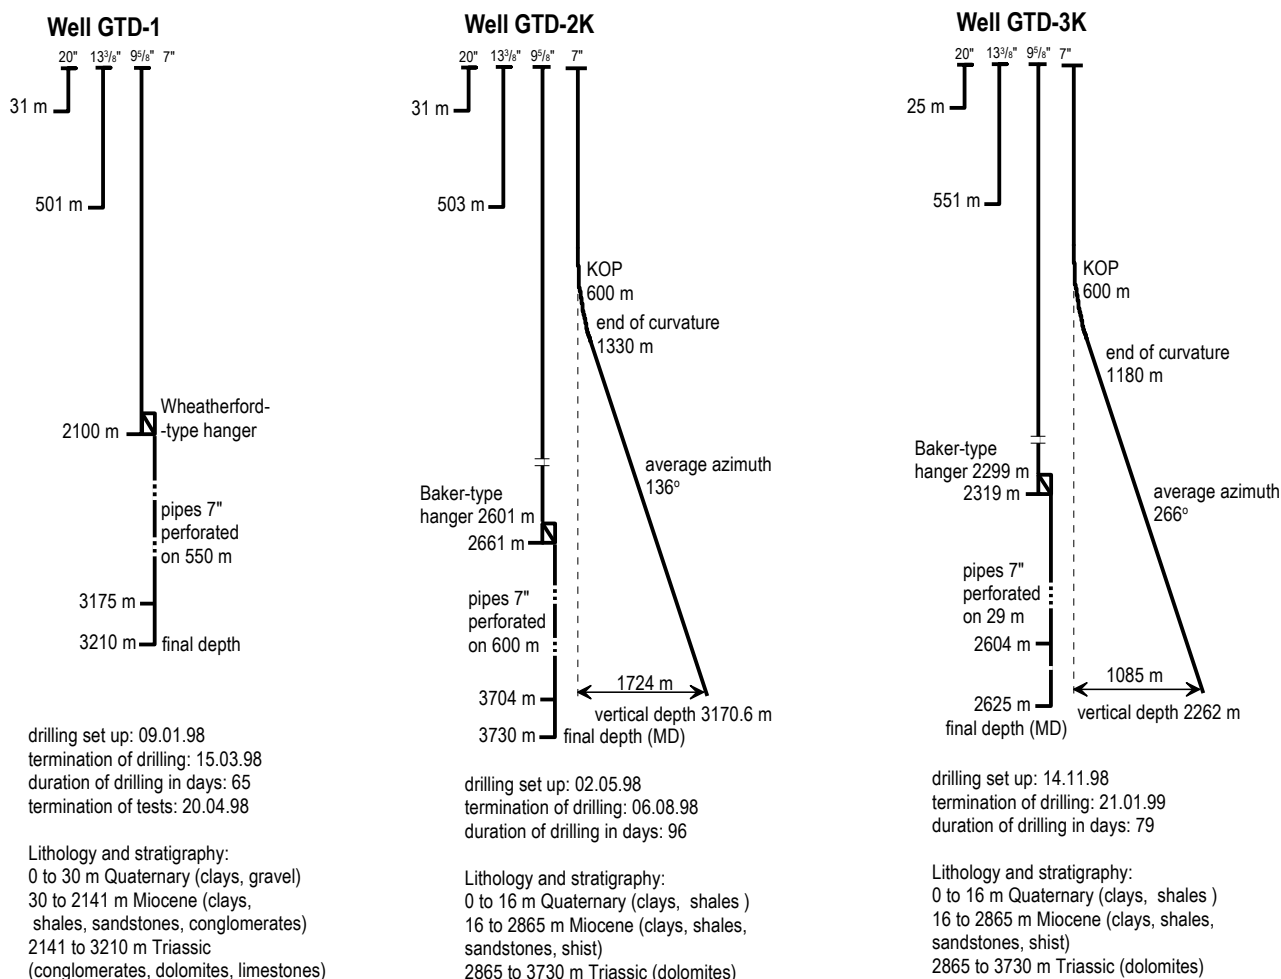 Well GTD-1
20" 13³/₈" 9⁵/₈" 7"
31 m
501 m
Wheatherford-
-type hanger
2100 m
pipes 7"
perforated
on 550 m
3175 m
3210 m
final depth
drilling set up: 09.01.98
termination of drilling: 15.03.98
duration of drilling in days: 65
termination of tests: 20.04.98
Lithology and stratigraphy:
0 to 30 m Quaternary (clays, gravel)
30 to 2141 m Miocene (clays,
shales, sandstones, conglomerates)
2141 to 3210 m Triassic
(conglomerates, dolomites, limestones)
Well GTD-2K
20" 13³/₈" 9⁵/₈" 7"
31 m
503 m
KOP
600 m
end of curvature
1330 m
average azimuth
136°
Baker-type
hanger 2601 m
2661 m
pipes 7"
perforated
on 600 m
1724 m
3704 m
vertical depth 3170.6 m
3730 m
final depth (MD)
drilling set up: 02.05.98
termination of drilling: 06.08.98
duration of drilling in days: 96
Lithology and stratigraphy:
0 to 16 m Quaternary (clays, shales )
16 to 2865 m Miocene (clays, shales,
sandstones, shist)
2865 to 3730 m Triassic (dolomites)
Well GTD-3K
20" 13³/₈" 9⁵/₈" 7"
25 m
551 m
KOP
600 m
end of curvature
1180 m
Baker-type
hanger 2299 m
2319 m
average azimuth
266°
pipes 7"
perforated
on 29 m
2604 m
1085 m
2625 m
vertical depth 2262 m
final depth (MD)
drilling set up: 14.11.98
termination of drilling: 21.01.99
duration of drilling in days: 79
Lithology and stratigraphy:
0 to 16 m Quaternary (clays, shales )
16 to 2865 m Miocene (clays, shales,
sandstones, shist)
2865 to 3730 m Triassic (dolomites)